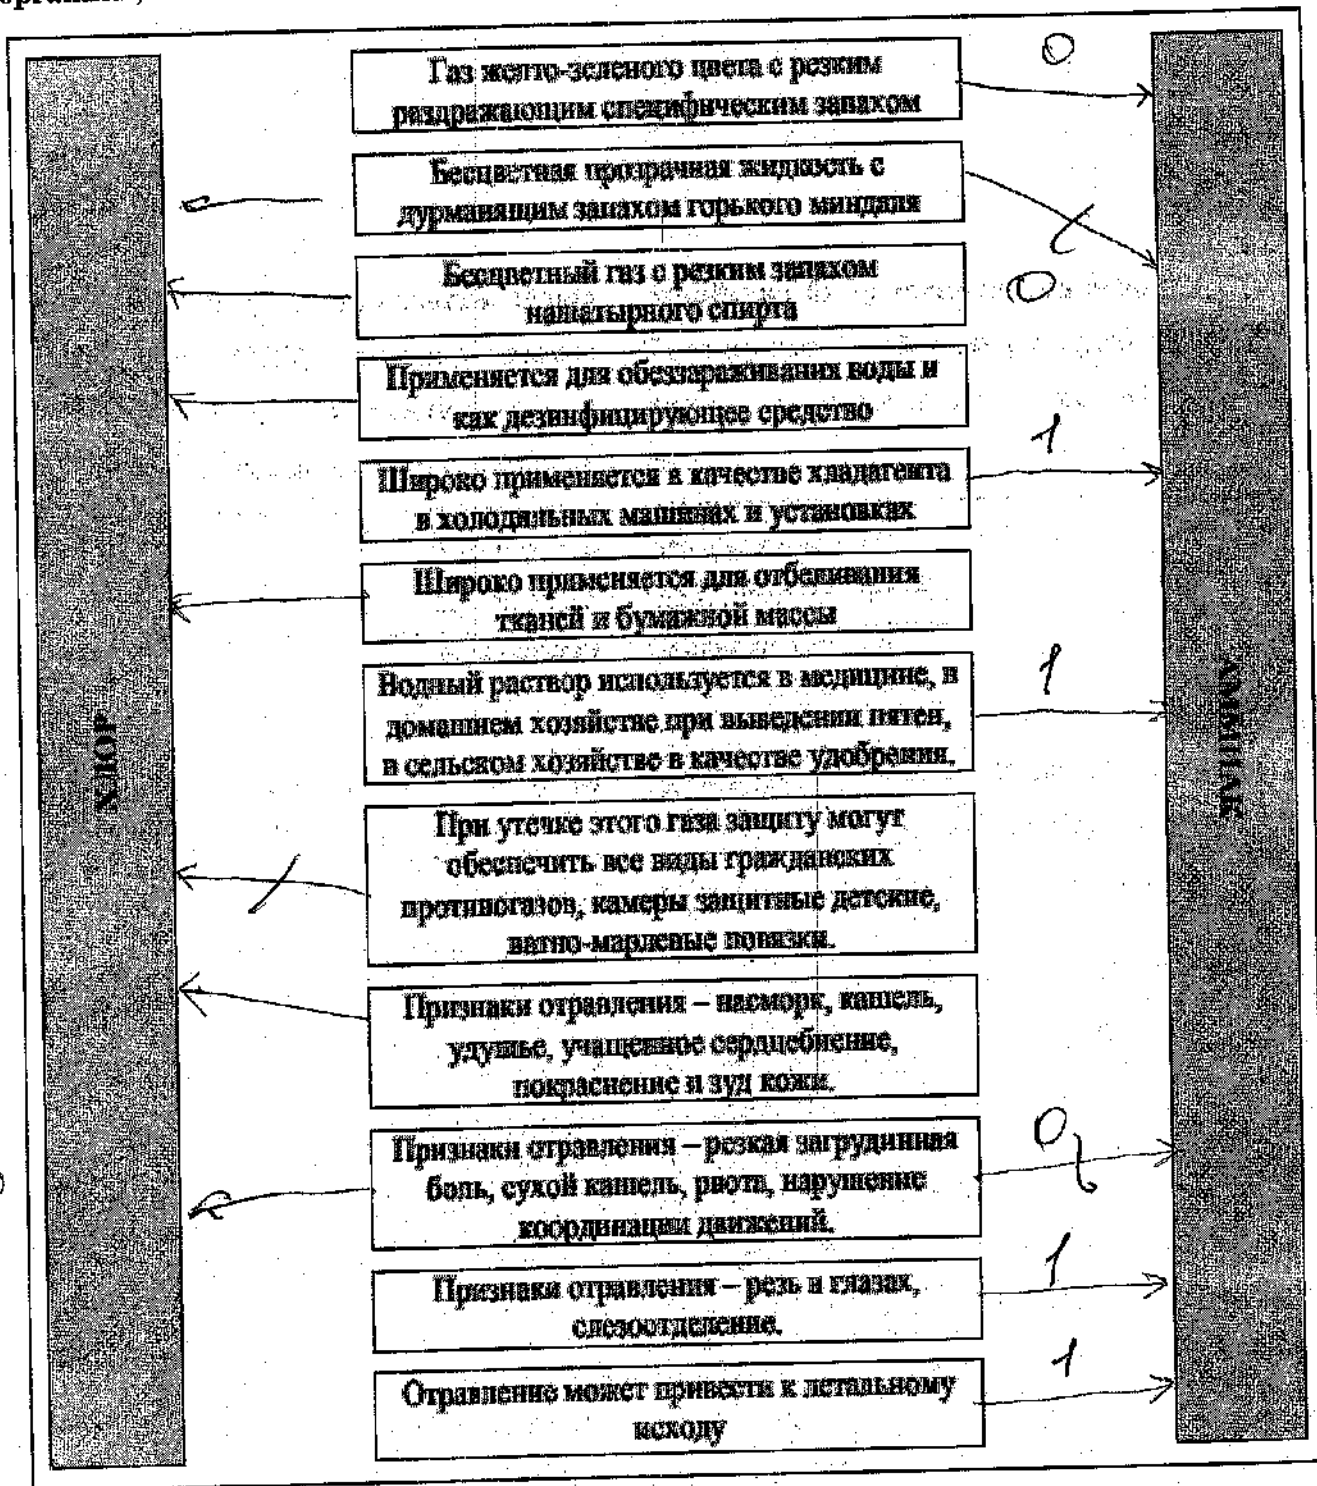 Газ желто-зеленого цвета с резким
раздражающим специфическим запахом
Бесцветная прозрачная жидкость с
дурманящим запахом горького миндаля
Бесцветный газ с резким запахом
нашатырного спирта
Применяется для обеззараживания воды и
как дезинфицирующее средство
Широко применяется в качестве хладагента
в холодильных машинах и установках
Широко применяется для отбеливания
тканей и бумажной массы
Водный раствор используется в медицине, в
домашнем хозяйстве при выведении пятен,
в сельском хозяйстве в качестве удобрения.
При утечке этого газа защиту могут
обеспечить все виды гражданских
противогазов, камеры защитные детские,
ватно-марлевые повязки.
Признаки отравления – насморк, кашель,
удушье, учащенное сердцебиение,
покраснение и зуд кожи.
Признаки отравления – резкая загрудинная
боль, сухой кашель, рвота, нарушение
координации движений.
Признаки отравления – резь в глазах,
слезоотделение.
Отравление может привести к летальному
исходу
ХЛОР
АММИАК
0
0
1
1
0
1
1